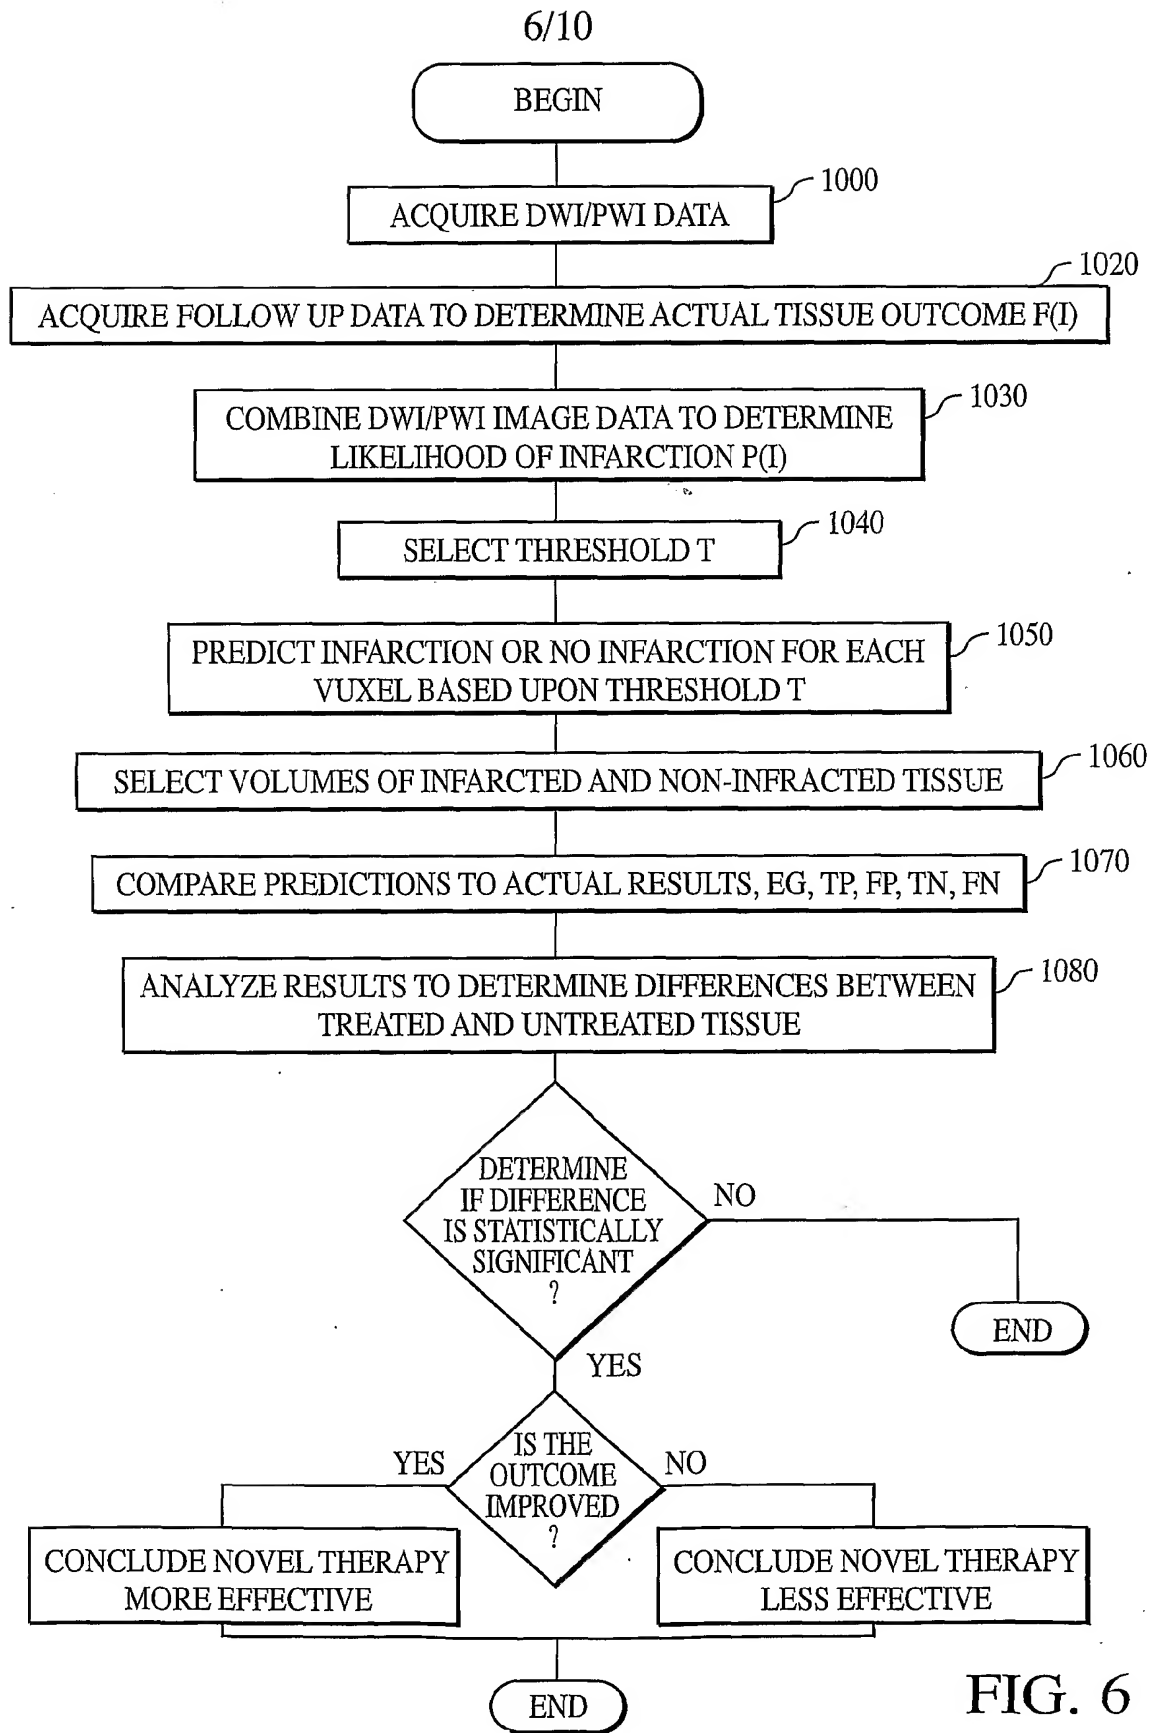 6/10
BEGIN
1000
ACQUIRE DWI/PWI DATA
1020
ACQUIRE FOLLOW UP DATA TO DETERMINE ACTUAL TISSUE OUTCOME F(I)
1030
COMBINE DWI/PWI IMAGE DATA TO DETERMINE
LIKELIHOOD OF INFARCTION P(I)
1040
SELECT THRESHOLD T
1050
PREDICT INFARCTION OR NO INFARCTION FOR EACH
VUXEL BASED UPON THRESHOLD T
1060
SELECT VOLUMES OF INFARCTED AND NON-INFRACTED TISSUE
1070
COMPARE PREDICTIONS TO ACTUAL RESULTS, EG, TP, FP, TN, FN
1080
ANALYZE RESULTS TO DETERMINE DIFFERENCES BETWEEN
TREATED AND UNTREATED TISSUE
DETERMINE
IF DIFFERENCE
IS STATISTICALLY
SIGNIFICANT
?
NO
END
YES
IS THE
OUTCOME
IMPROVED
?
YES
NO
CONCLUDE NOVEL THERAPY
MORE EFFECTIVE
CONCLUDE NOVEL THERAPY
LESS EFFECTIVE
END
FIG. 6